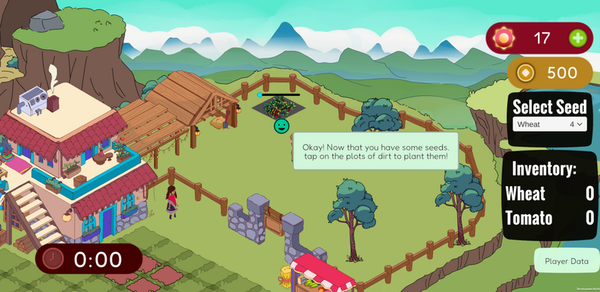 17
500
Select Seed
Wheat 4
Okay! Now that you have some seeds,
tap on the plots of dirt to plant them!
Inventory:
Wheat 0
Tomato 0
Player Data
0:00